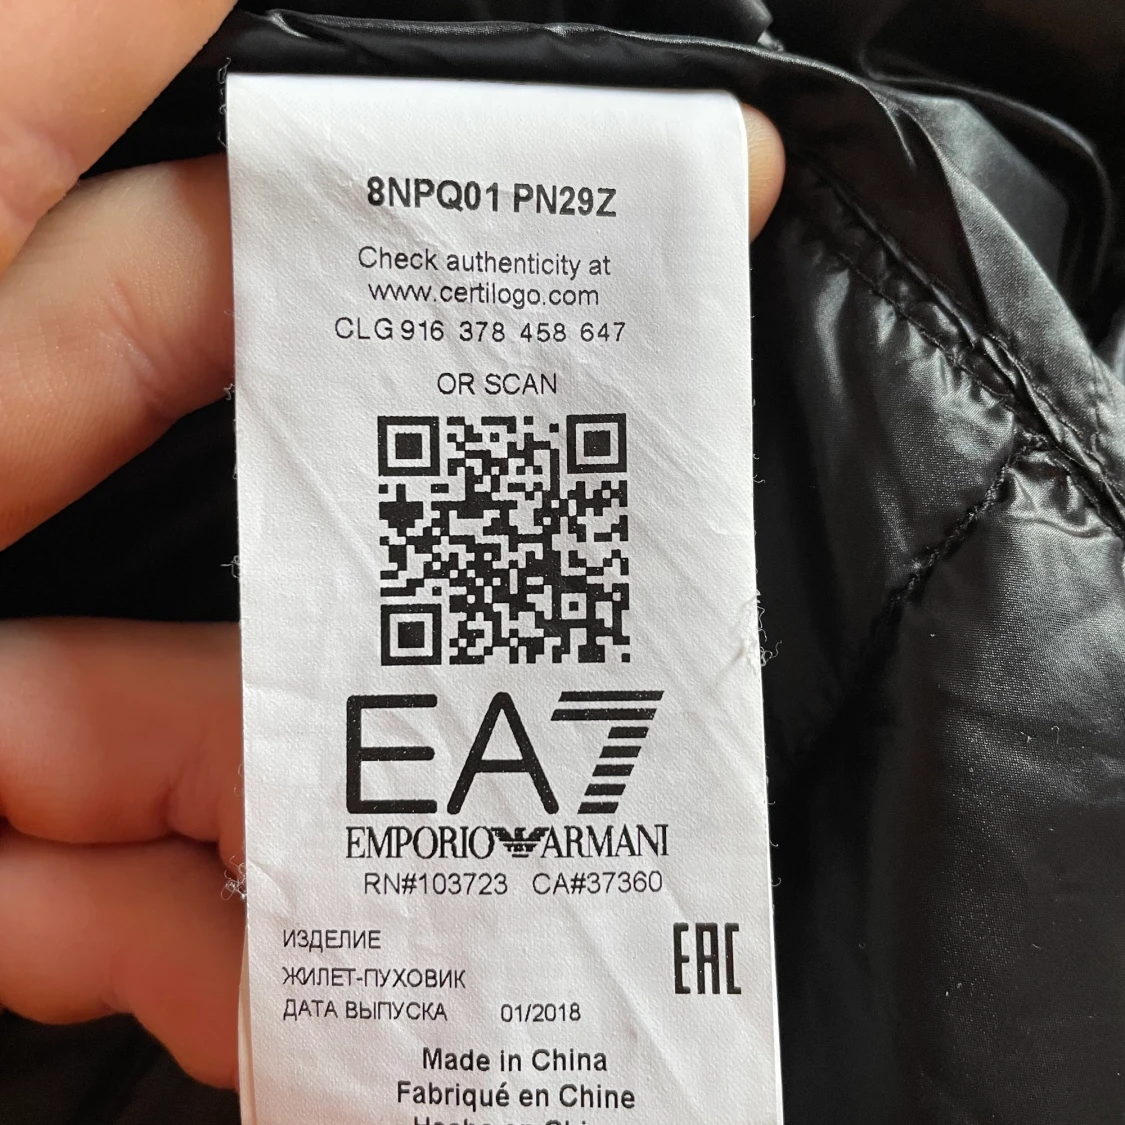 8NPQ01 PN29Z
Check authenticity at
www.certilogo.com
CLG 916 378 458 647
OR SCAN
EA7
EMPORIO ARMANI
RN#103723 CA#37360
ИЗДЕЛИЕ
ЖИЛЕТ-ПУХОВИК
EAC
ДАТА ВЫПУСКА 01/2018
Made in China
Fabriqué en Chine